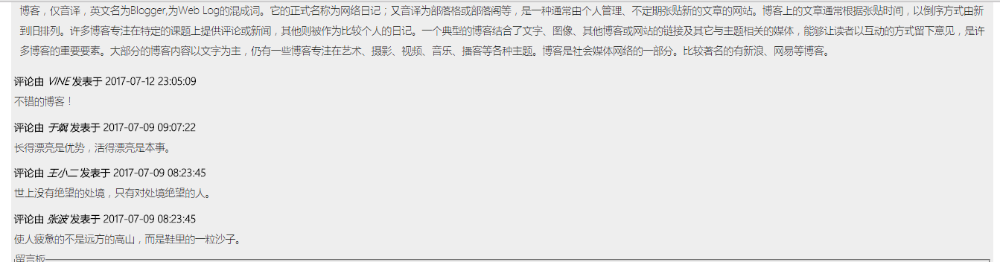 博客，仅音译，英文名为Blogger,为Web Log的混成词。它的正式名称为网络日记；又音译为部落格或部落阁等，是一种通常由个人管理、不定期张贴新的文章的网站。博客上的文章通常根据张贴时间，以倒序方式由新
到旧排列。许多博客专注在特定的课题上提供评论或新闻，其他则被作为比较个人的日记。一个典型的博客结合了文字、图像、其他博客或网站的链接及其它与主题相关的媒体，能够让读者以互动的方式留下意见，是许
多博客的重要要素。大部分的博客内容以文字为主，仍有一些博客专注在艺术、摄影、视频、音乐、播客等各种主题。博客是社会媒体网络的一部分。比较著名的有新浪、网易等博客。
评论由 VINE 发表于 2017-07-12 23:05:09
不错的博客！
评论由 于飒 发表于 2017-07-09 09:07:22
长得漂亮是优势，活得漂亮是本事。
评论由 王小二 发表于 2017-07-09 08:23:45
世上没有绝望的处境，只有对处境绝望的人。
评论由 张波 发表于 2017-07-09 08:23:45
使人疲惫的不是远方的高山，而是鞋里的一粒沙子。
留言板